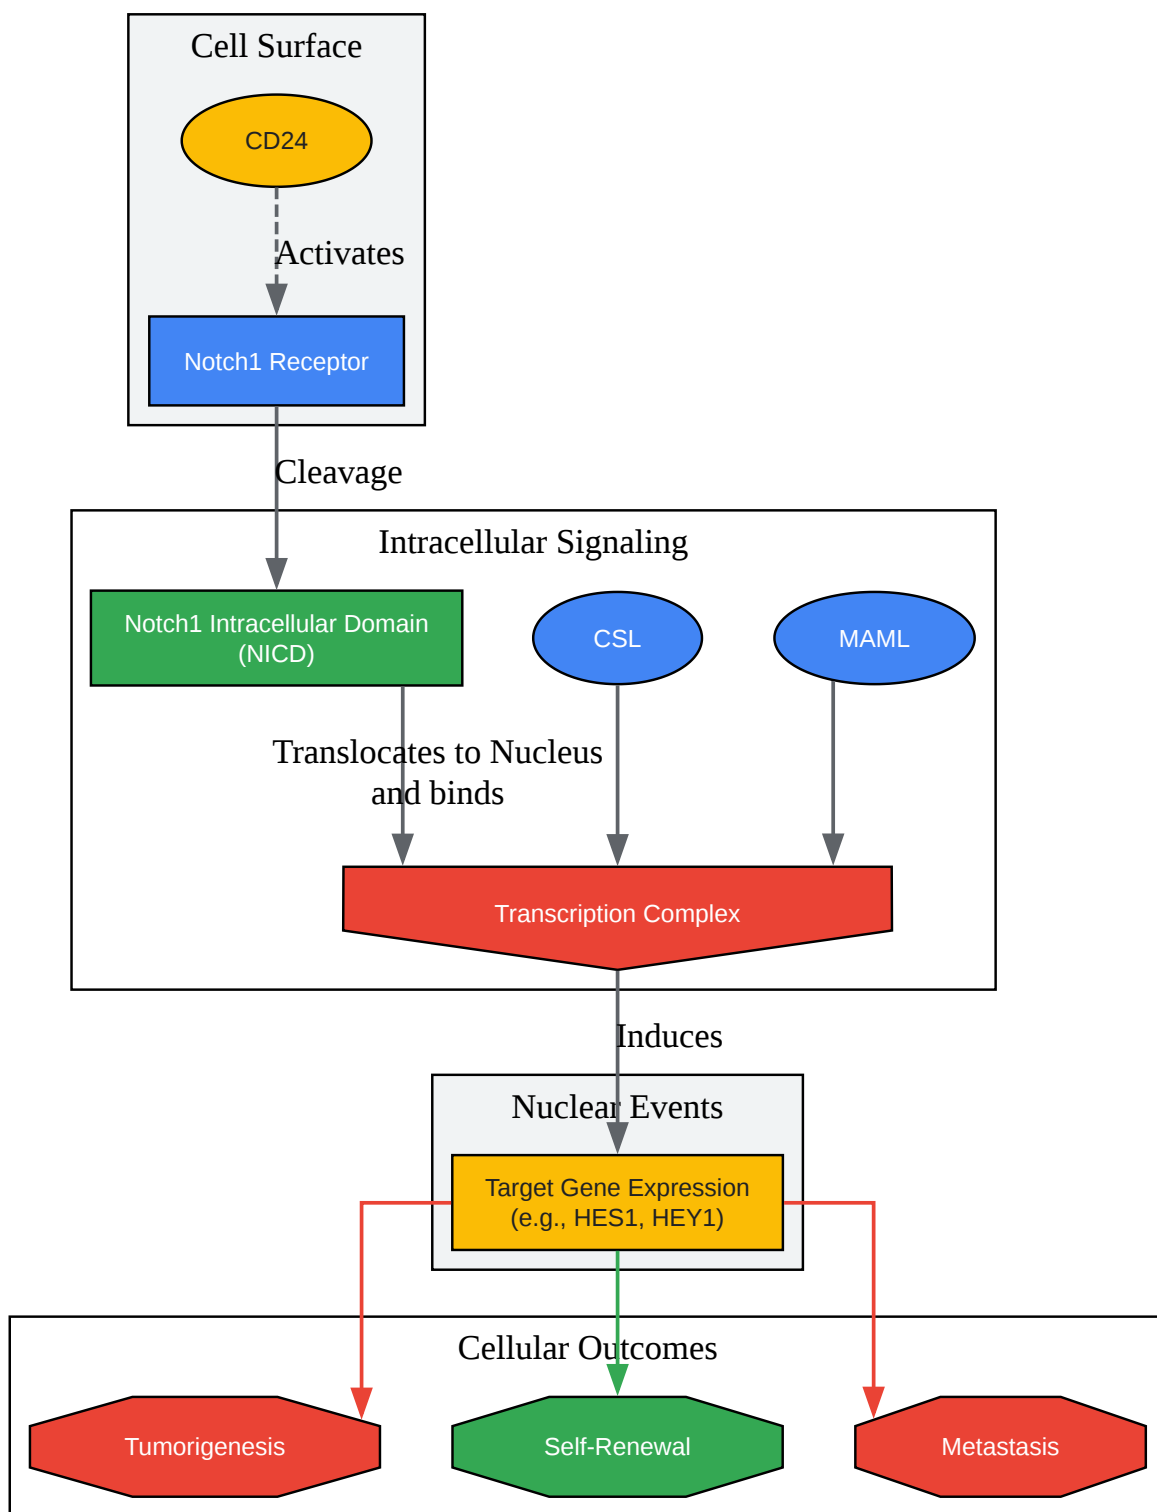 Cell Surface
CD24
Activates
Notch1 Receptor
Cleavage
Intracellular Signaling
Notch1 Intracellular Domain
(NICD)
CSL
MAML
Translocates to Nucleus
and binds
Transcription Complex
Induces
Nuclear Events
Target Gene Expression
(e.g., HES1, HEY1)
Cellular Outcomes
Tumorigenesis
Self-Renewal
Metastasis